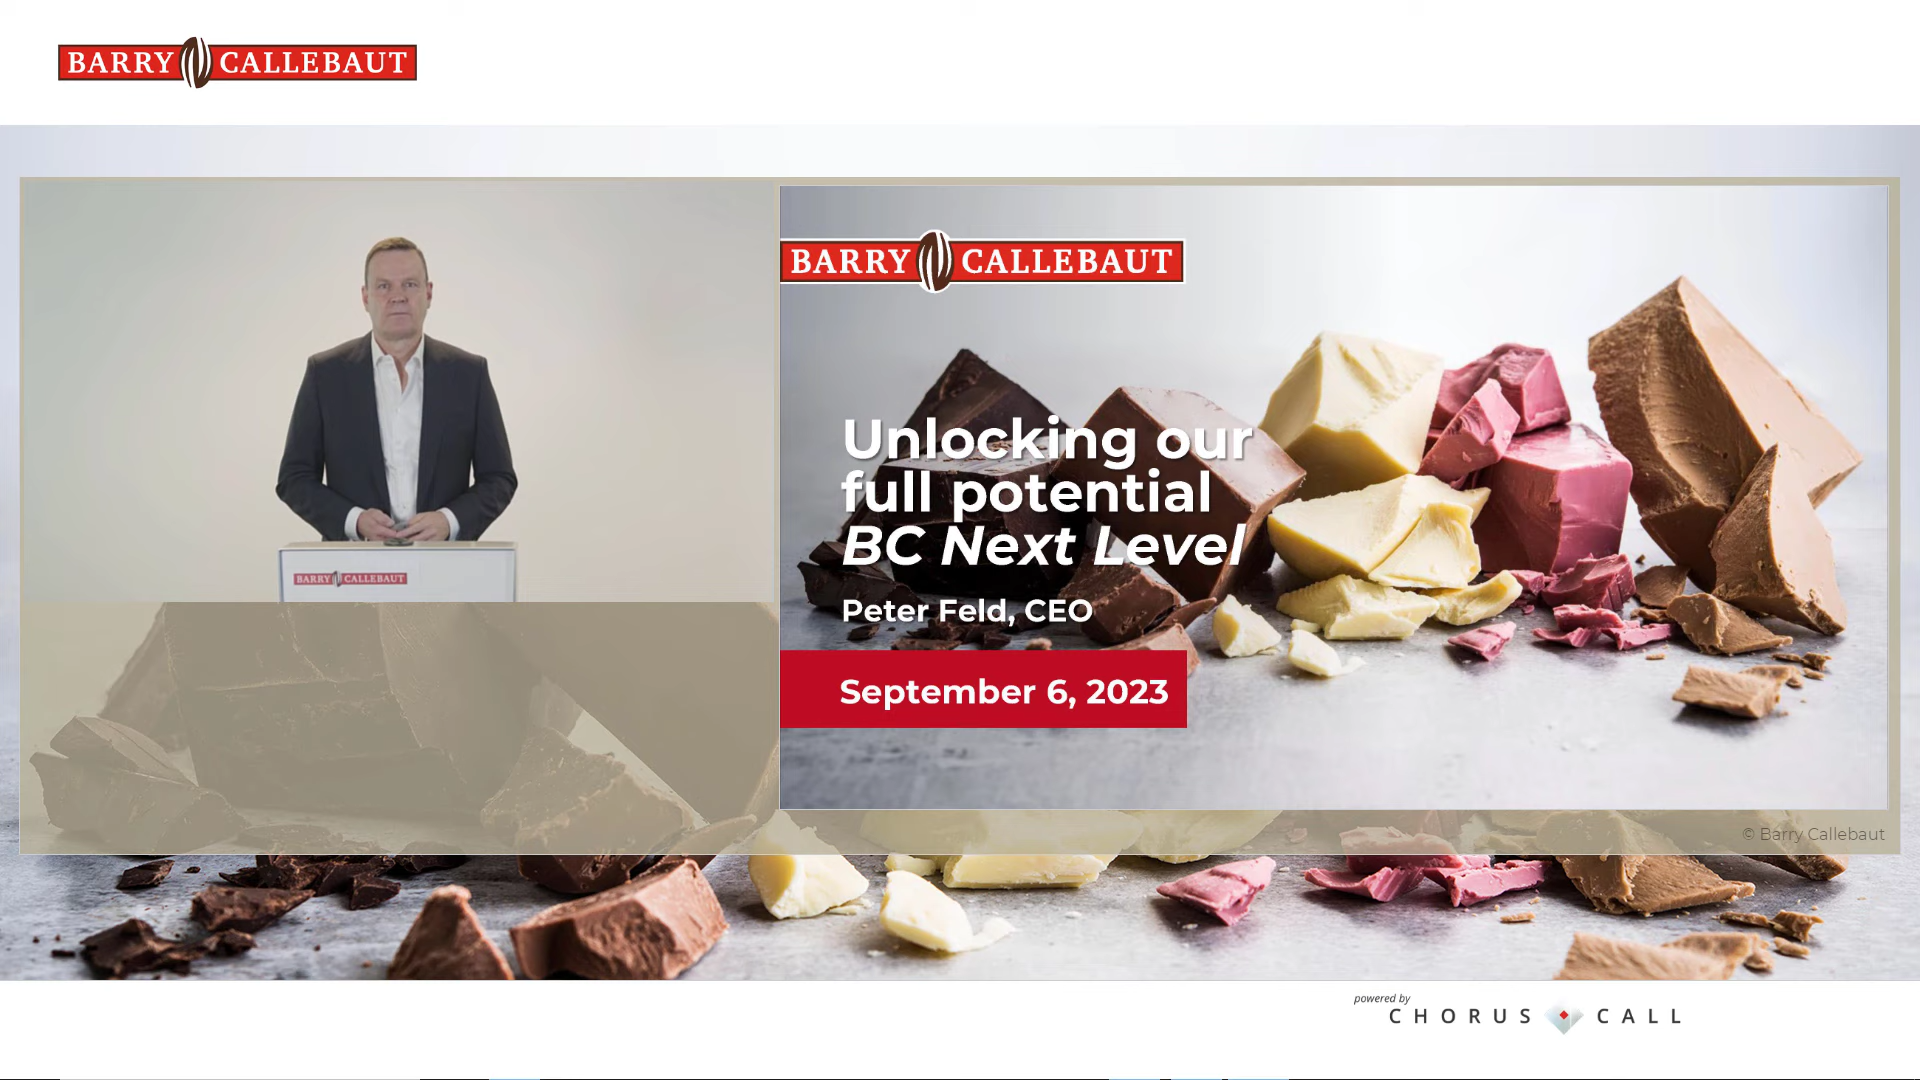 BARRY CALLEBAUT
BARRY CALLEBAUT
BARRY CALLEBAUT
Unlocking our
full potential
BC Next Level
Peter Feld, CEO
September 6, 2023
© Barry Callebaut
powered by
CHORUS CALL